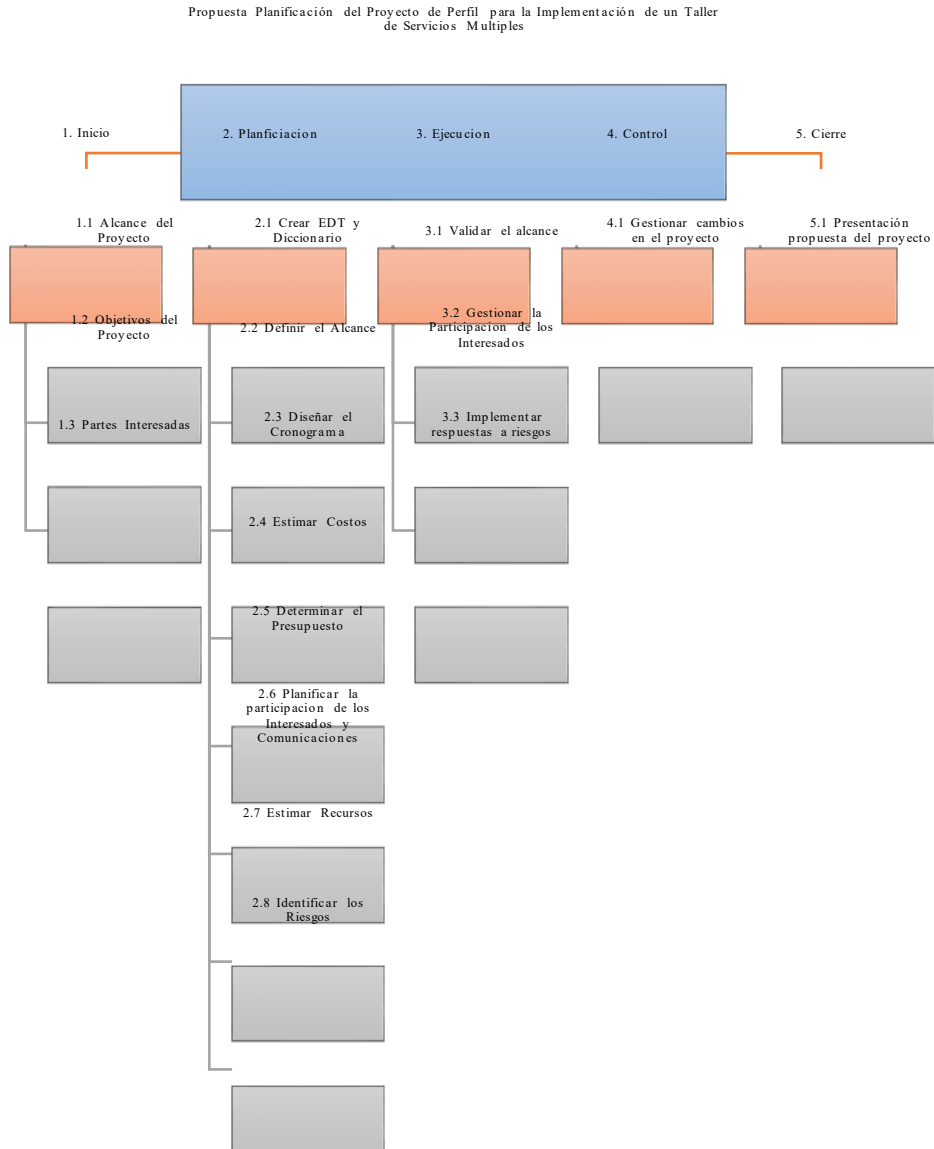 Propuesta Planificación del Proyecto de Perfil para la Implementación de un Taller
de Servicios Multiples
1. Inicio
2. Planficiacion
3. Ejecucion
4. Control
5. Cierre
1.1 Alcance del
Proyecto
2.1 Crear EDT y
Diccionario
3.1 Validar el alcance
4.1 Gestionar cambios
en el proyecto
5.1 Presentación
propuesta del proyecto
1.2 Objetivos del
Proyecto
2.2 Definir el Alcance
3.2 Gestionar la
Participacion de los
Interesados
1.3 Partes Interesadas
2.3 Diseñar el
Cronograma
3.3 Implementar
respuestas a riesgos
2.4 Estimar Costos
2.5 Determinar el
Presupuesto
2.6 Planificar la
participacion de los
Interesados y
Comunicaciones
2.7 Estimar Recursos
2.8 Identificar los
Riesgos